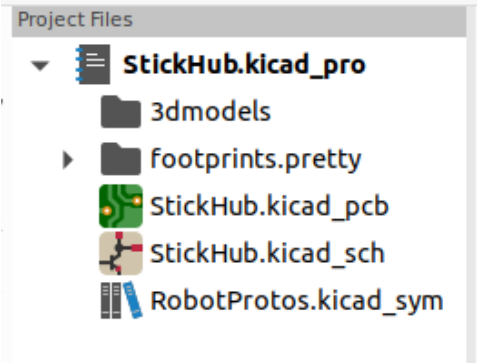 Project Files
StickHub.kicad_pro
3dmodels
footprints.pretty
StickHub.kicad_pcb
StickHub.kicad_sch
RobotProtos.kicad_sym